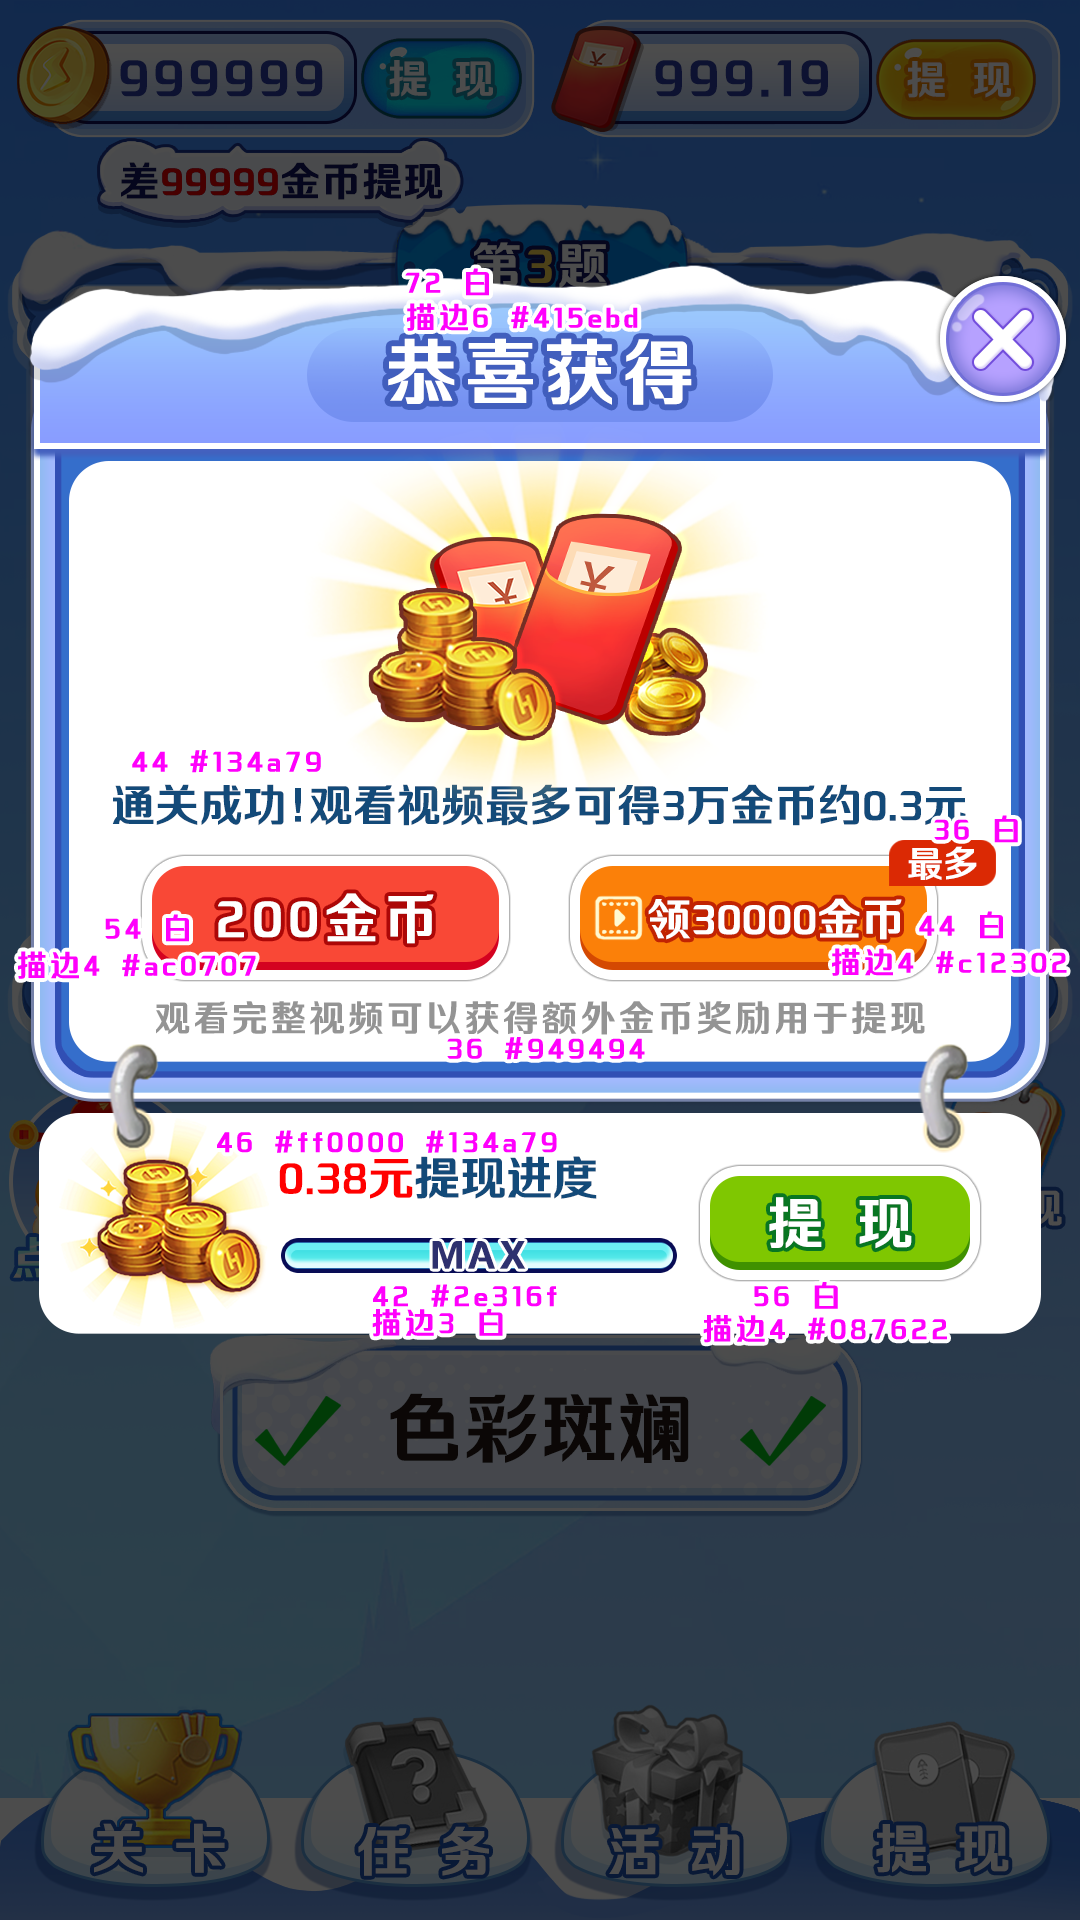 999999 提现 999.19 提现
差99999金币提现
第3题
72 白
描边6 #415ebd
恭喜获得
44 #134a79
通关成功!观看视频最多可得3万金币约0.3元
36 白
最多
200金币 领30000金币
54 白 44 白
描边4 #ac0707 描边4 #c12302
观看完整视频可以获得额外金币奖励用于提现
36 #949494
46 #ff0000 #134a79
0.38元提现进度
提现
MAX
42 #2e316f 56 白
描边3 白 描边4 #087622
点 现
色彩斑斓
关卡 任务 活动 提现